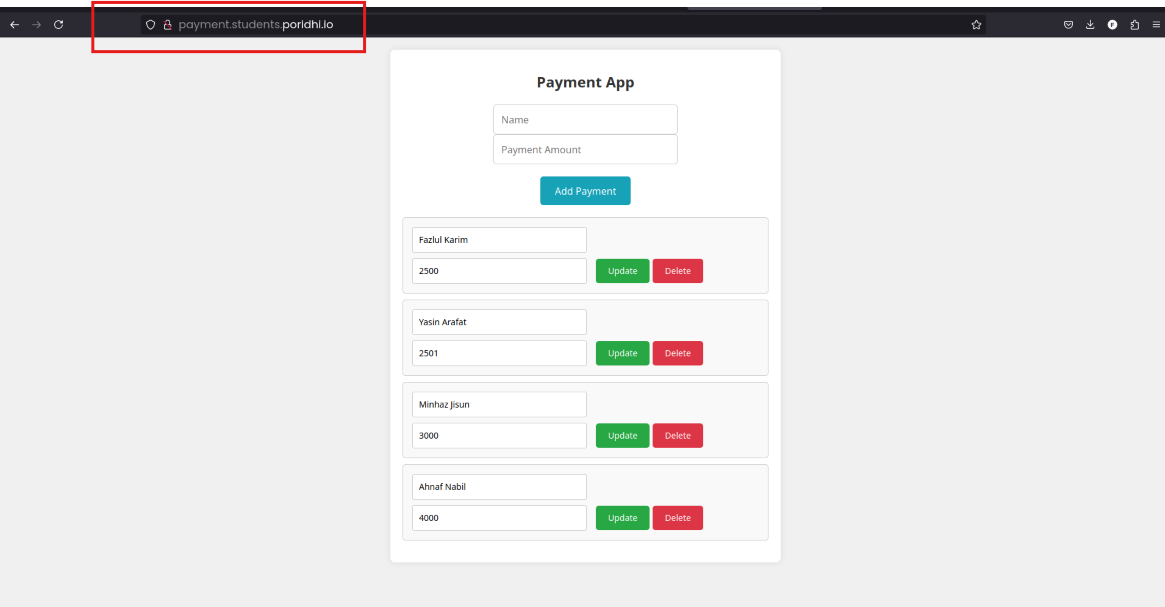 payment.students.poridhi.io
Payment App
Name
Payment Amount
Add Payment
Fazlul Karim
2500 Update Delete
Yasin Arafat
2501 Update Delete
Minhaz Jisun
3000 Update Delete
Ahnaf Nabil
4000 Update Delete